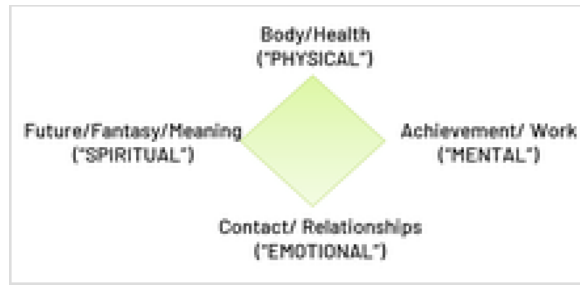 Body/Health
("PHYSICAL")
Future/Fantasy/Meaning
("SPIRITUAL")
Achievement/ Work
("MENTAL")
Contact/ Relationships
("EMOTIONAL")